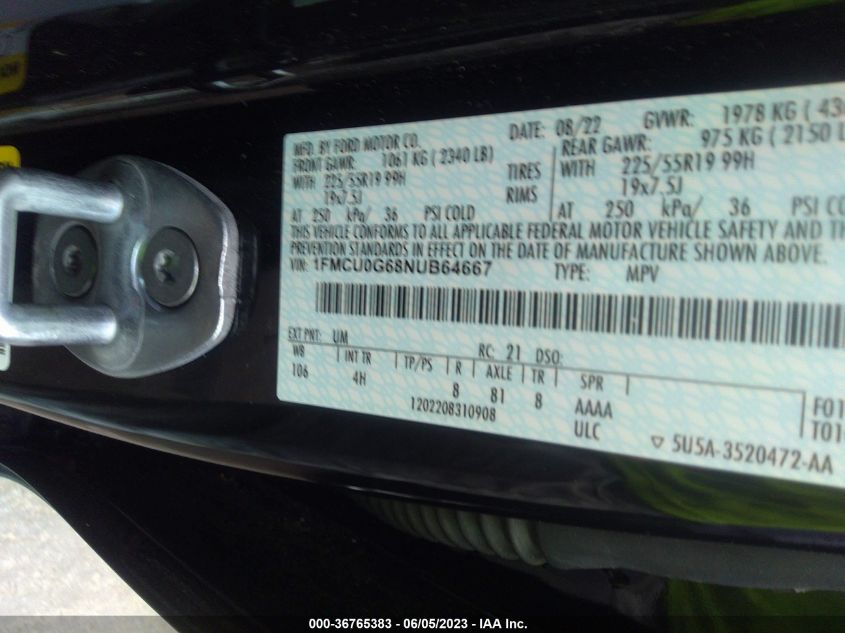 MFD. BY FORD MOTOR CO.
DATE: 08/22 GVWR: 1978 KG (
FRONT GAWR: 1061 KG ( 2340 LB)
REAR GAWR: 975 KG ( 2150 L
WITH 225/55R19 99H TIRES WITH 225/55R19 99H
19x7.5J RIMS 19x7.5J
AT 250 kPa/ 36 PSI COLD AT 250 kPa/ 36 PSI CO
THIS VEHICLE CONFORMS TO ALL APPLICABLE FEDERAL MOTOR VEHICLE SAFETY AND
PREVENTION STANDARDS IN EFFECT ON THE DATE OF MANUFACTURE SHOWN ABOVE.
VIN: 1FMCU0G68NUB64667 TYPE: MPV
EXT PNT: UM RC: 21 DSO:
WB INT TR TP/PS R AXLE TR SPR
106 4H 8 81 8 AAAA
1202208310908 ULC
▽ 5U5A-3520472-AA
000-36765383 - 06/05/2023 - IAA Inc.